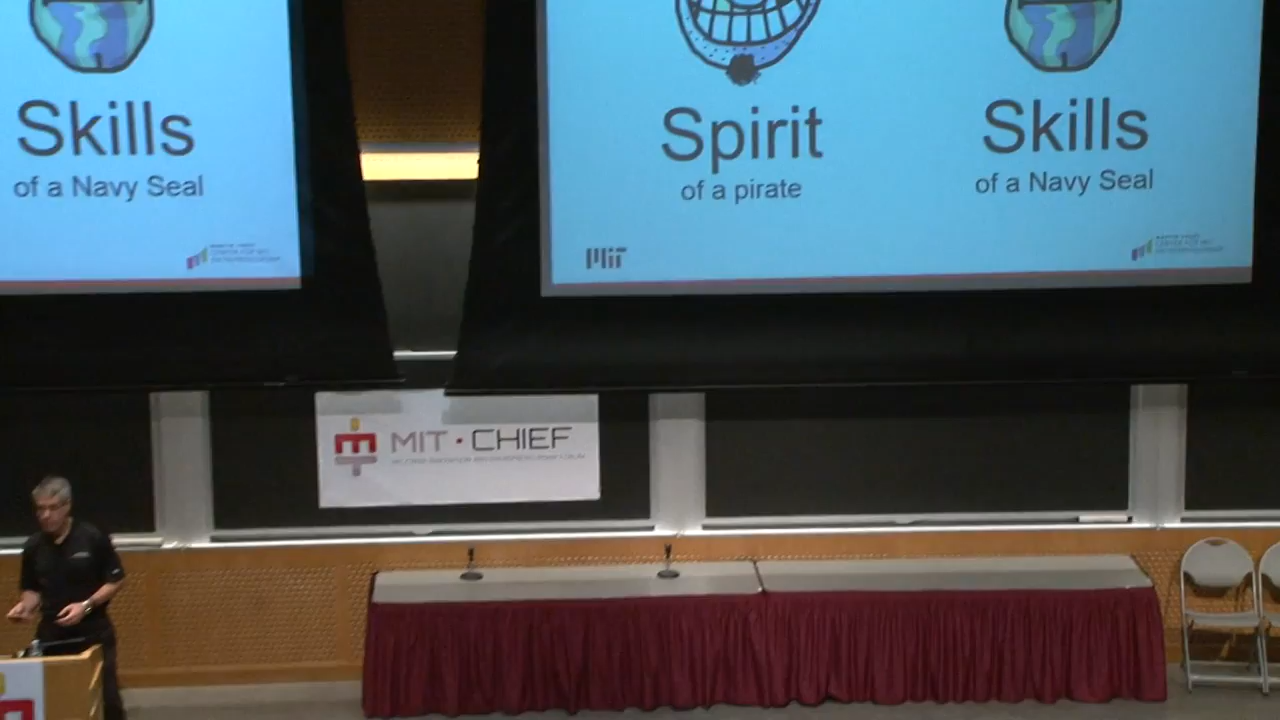 Skills
of a Navy Seal
Spirit
of a pirate
MIT
Skills
of a Navy Seal
MIT · CHIEF